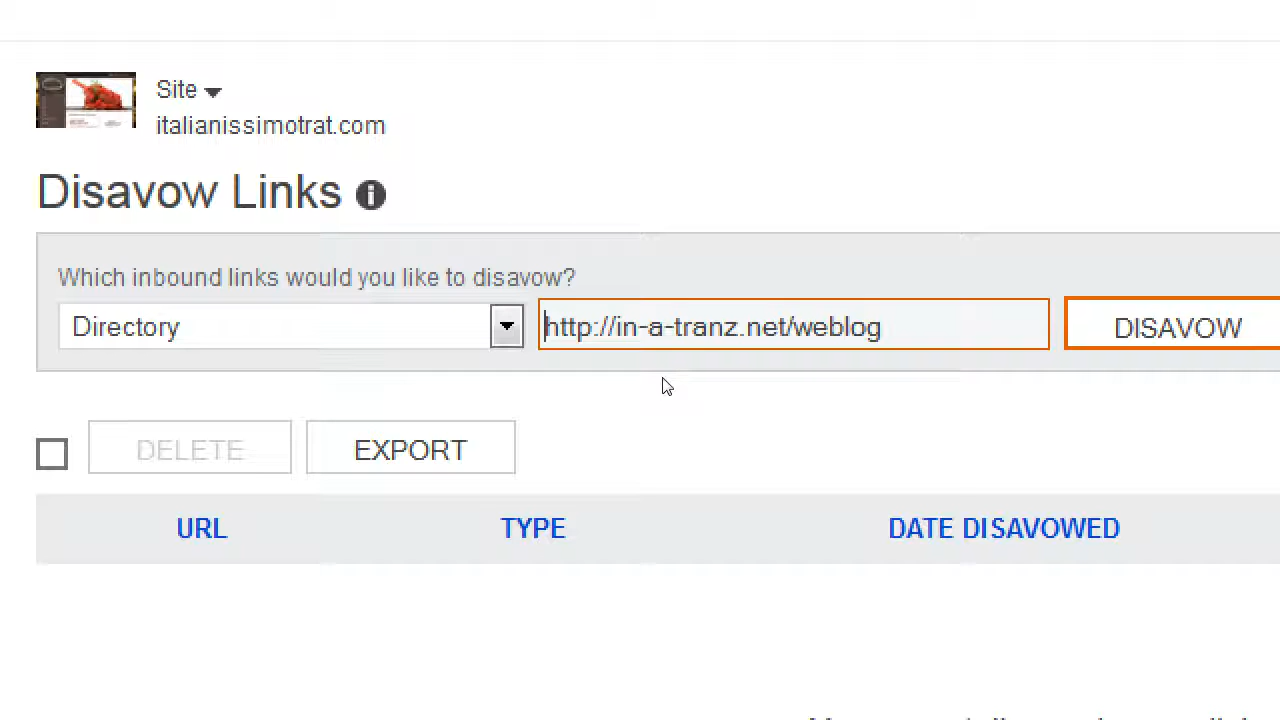 Site
italianissimotrat.com
Disavow Links
Which inbound links would you like to disavow?
Directory http://in-a-tranz.net/weblog DISAVOW
DELETE EXPORT
URL TYPE DATE DISAVOWED